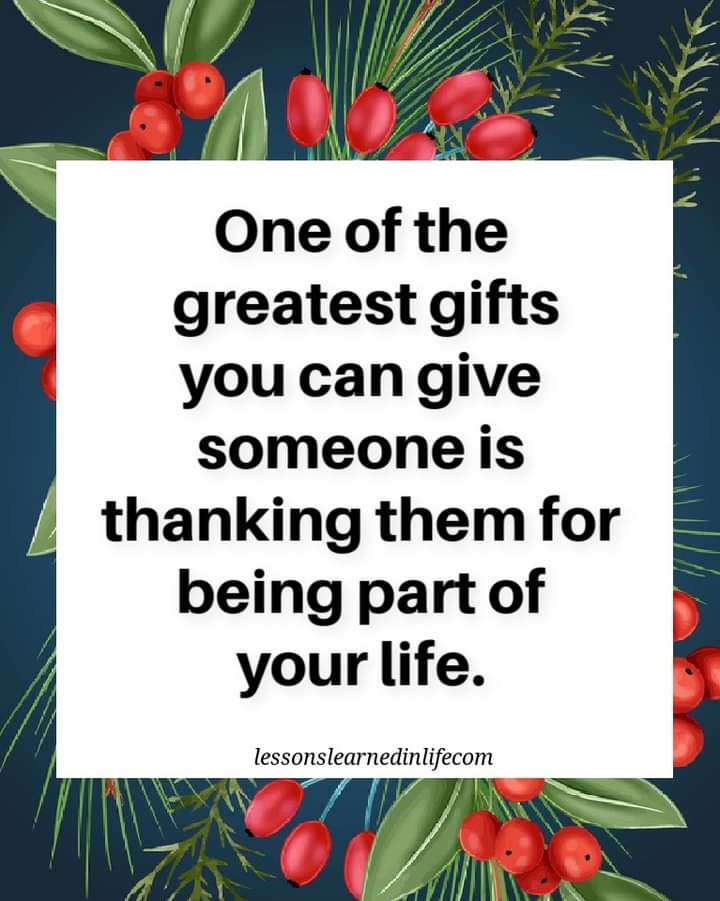 One of the
greatest gifts
you can give
someone is
thanking them for
being part of
your life.
lessonslearnedinlifecom